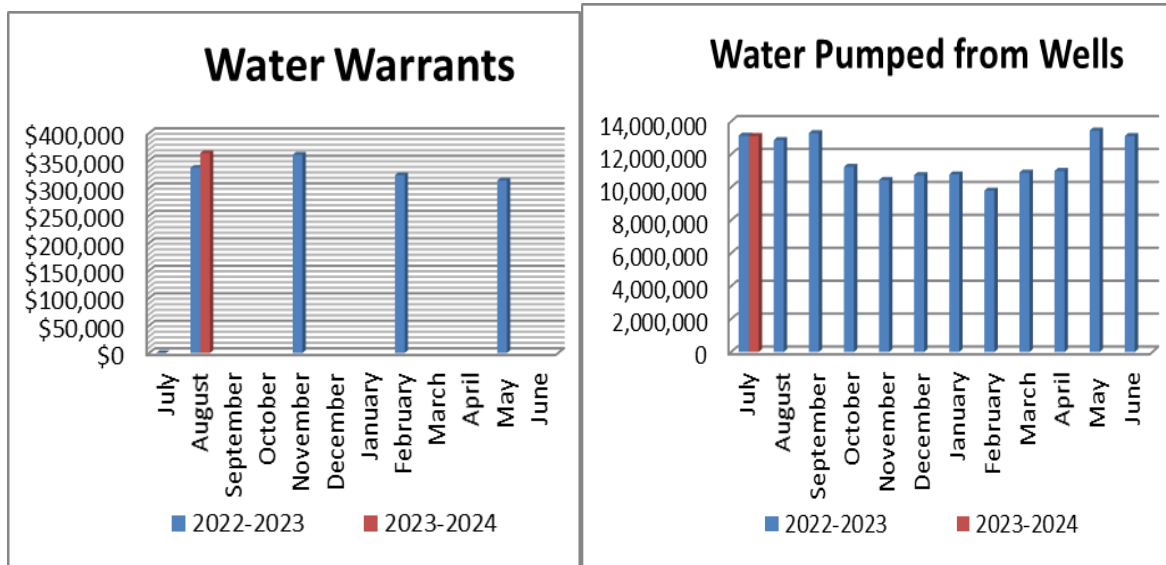 Water Warrants
$400,000
$350,000
$300,000
$250,000
$200,000
$150,000
$100,000
$50,000
$0
July
August
September
October
November
December
January
February
March
April
May
June
2022-2023
2023-2024
Water Pumped from Wells
14,000,000
12,000,000
10,000,000
8,000,000
6,000,000
4,000,000
2,000,000
0
July
August
September
October
November
December
January
February
March
April
May
June
2022-2023
2023-2024